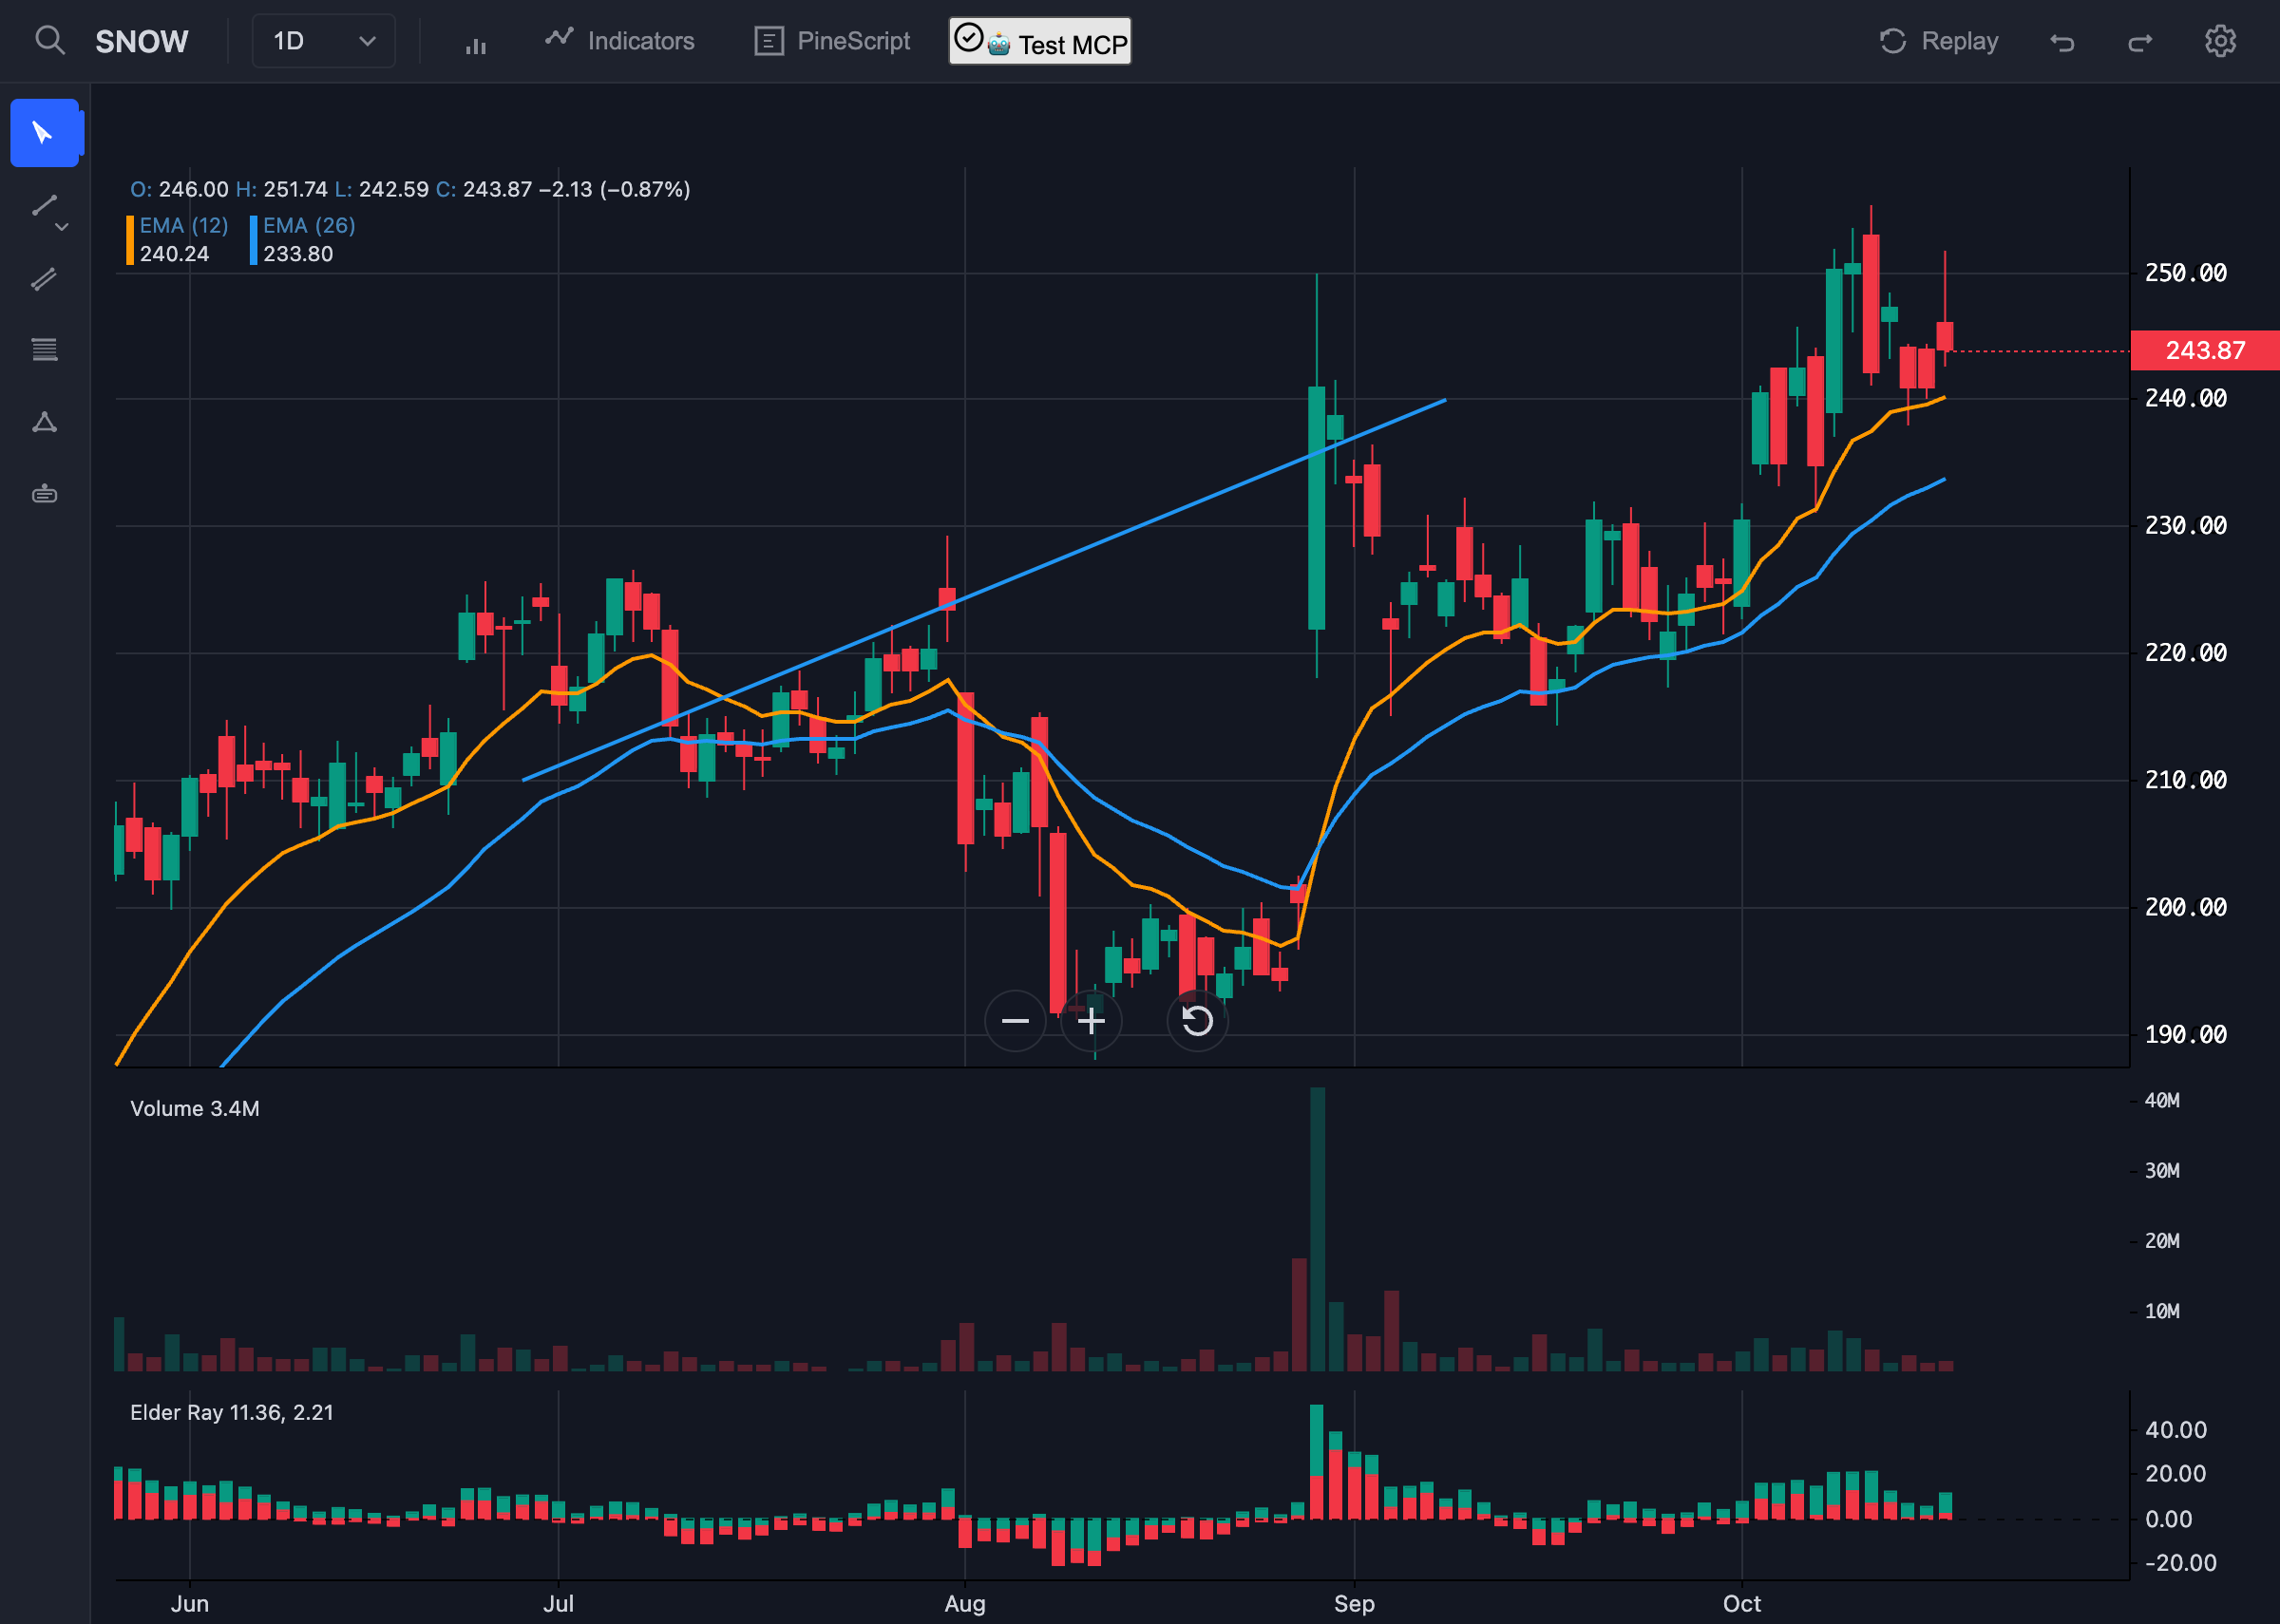 SNOW 1D Indicators PineScript 🤖 Test MCP Replay
O: 246.00 H: 251.74 L: 242.59 C: 243.87 −2.13 (−0.87%)
EMA (12) EMA (26)
240.24 233.80
250.00
243.87
240.00
230.00
220.00
210.00
200.00
190.00
Volume 3.4M
40M
30M
20M
10M
Elder Ray 11.36, 2.21
40.00
20.00
0.00
-20.00
Jun Jul Aug Sep Oct